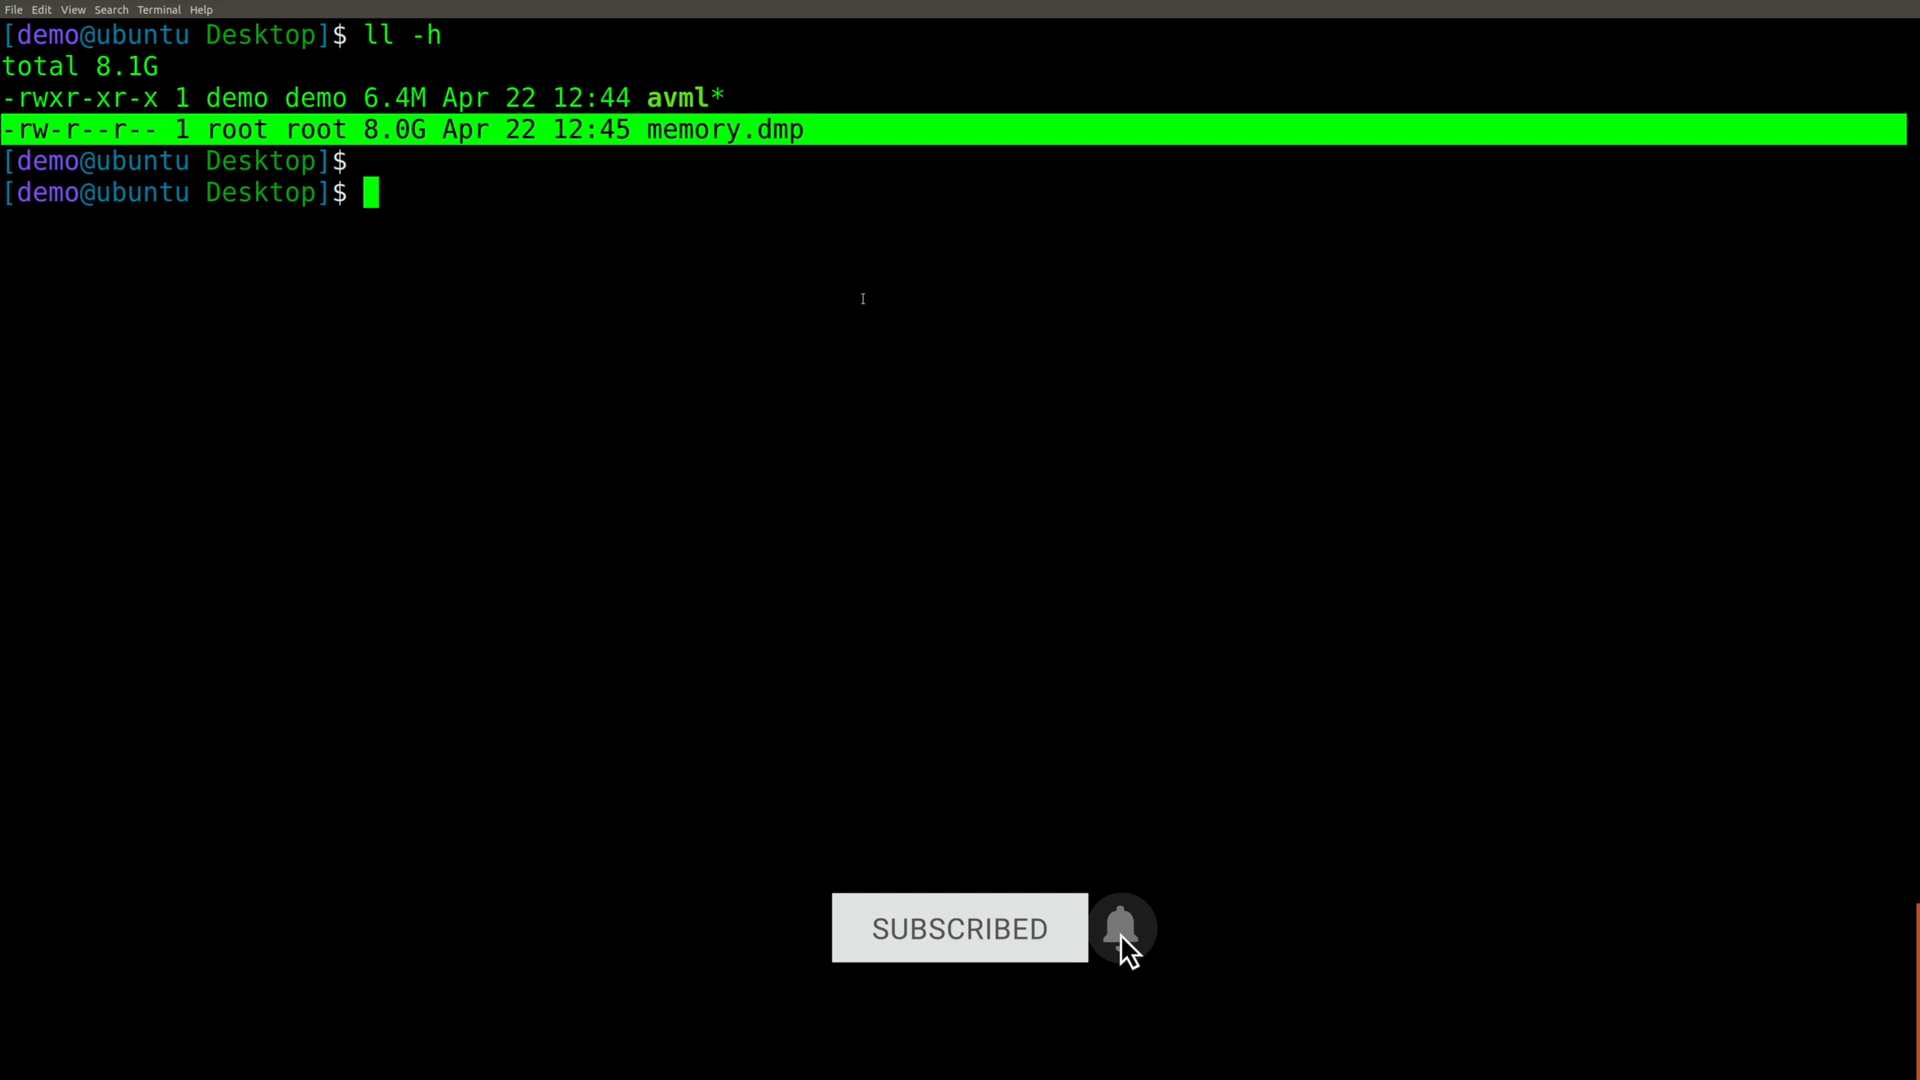 File Edit View Search Terminal Help
[demo@ubuntu Desktop]$ ll -h
total 8.1G
-rwxr-xr-x 1 demo demo 6.4M Apr 22 12:44 avml*
-rw-r--r-- 1 root root 8.0G Apr 22 12:45 memory.dmp
[demo@ubuntu Desktop]$
[demo@ubuntu Desktop]$
SUBSCRIBED